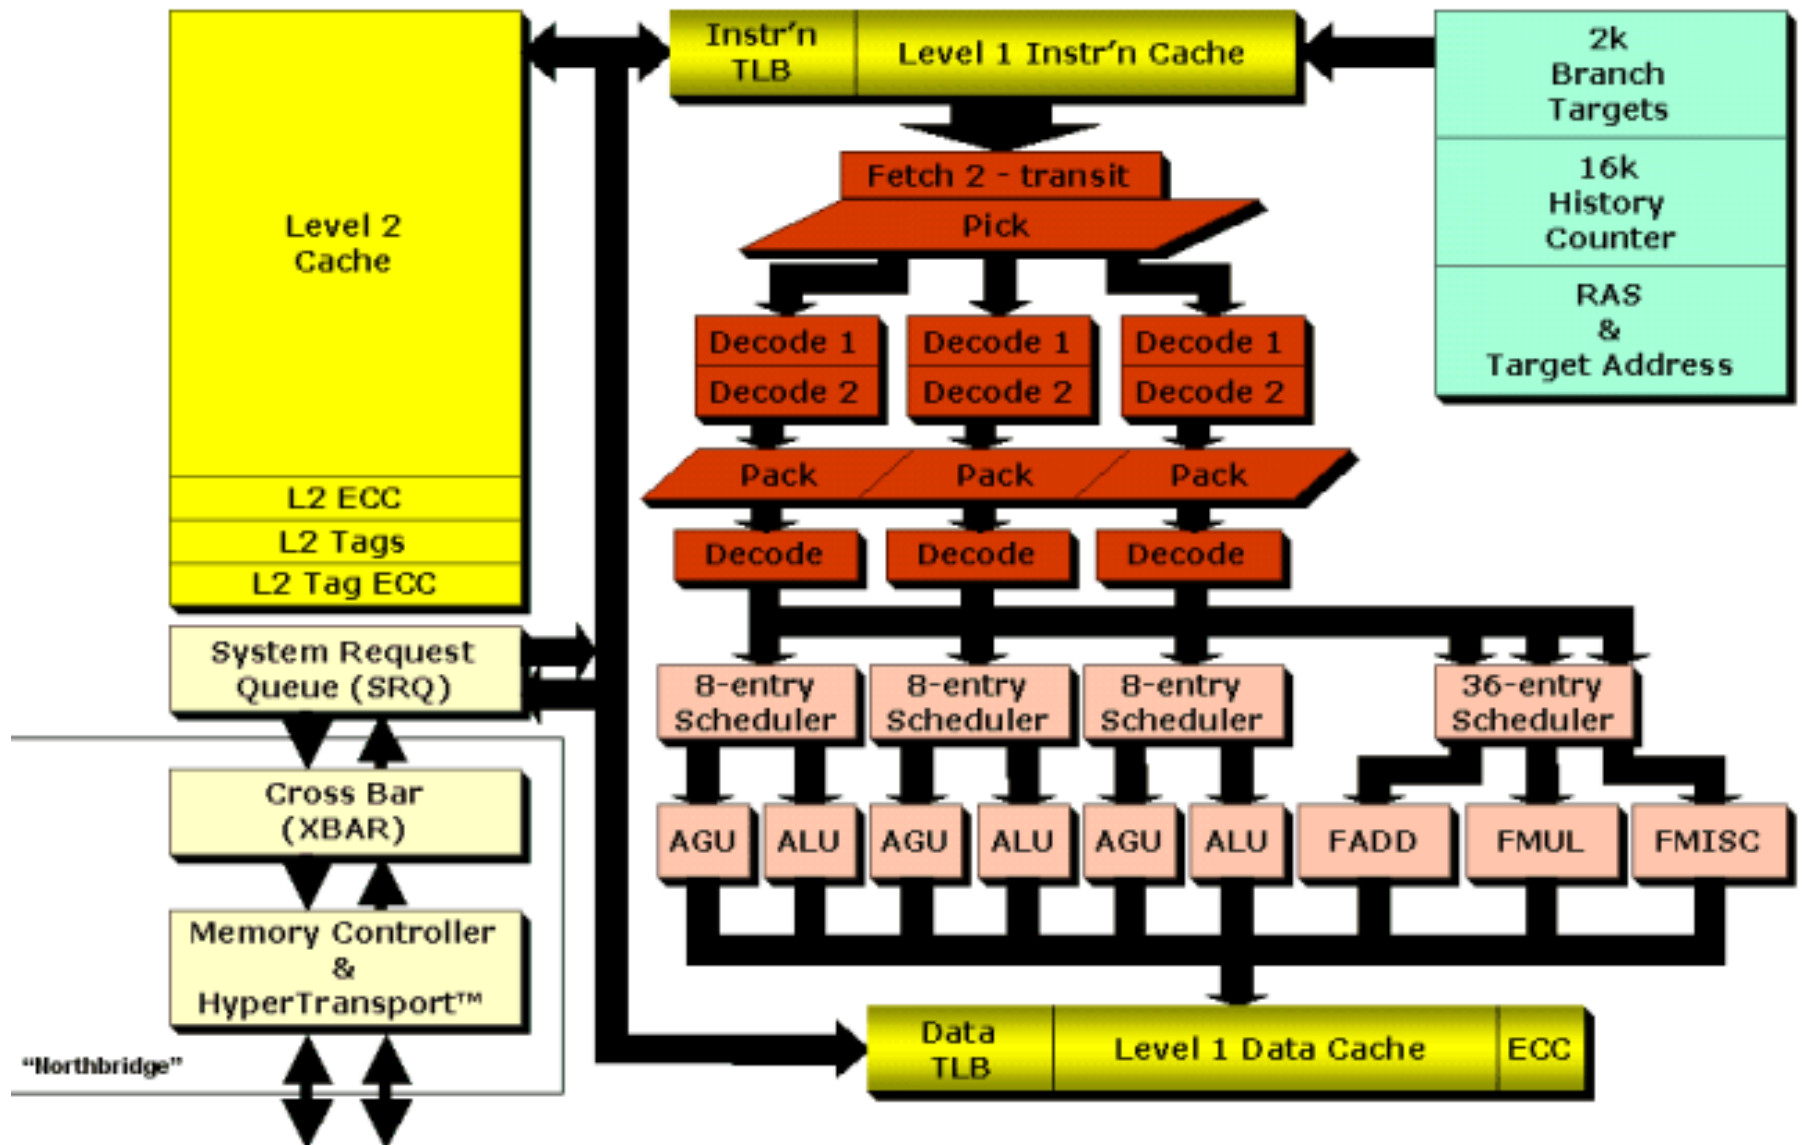 Level 2
Cache
L2 ECC
L2 Tags
L2 Tag ECC
System Request
Queue (SRQ)
Cross Bar
(XBAR)
Memory Controller
&
HyperTransport™
“Northbridge”
Instr’n
TLB
Level 1 Instr’n Cache
2k
Branch
Targets
16k
History
Counter
RAS
&
Target Address
Fetch 2 - transit
Pick
Decode 1
Decode 2
Decode 1
Decode 2
Decode 1
Decode 2
Pack
Pack
Pack
Decode
Decode
Decode
8-entry
Scheduler
8-entry
Scheduler
8-entry
Scheduler
36-entry
Scheduler
AGU
ALU
AGU
ALU
AGU
ALU
FADD
FMUL
FMISC
Data
TLB
Level 1 Data Cache
ECC